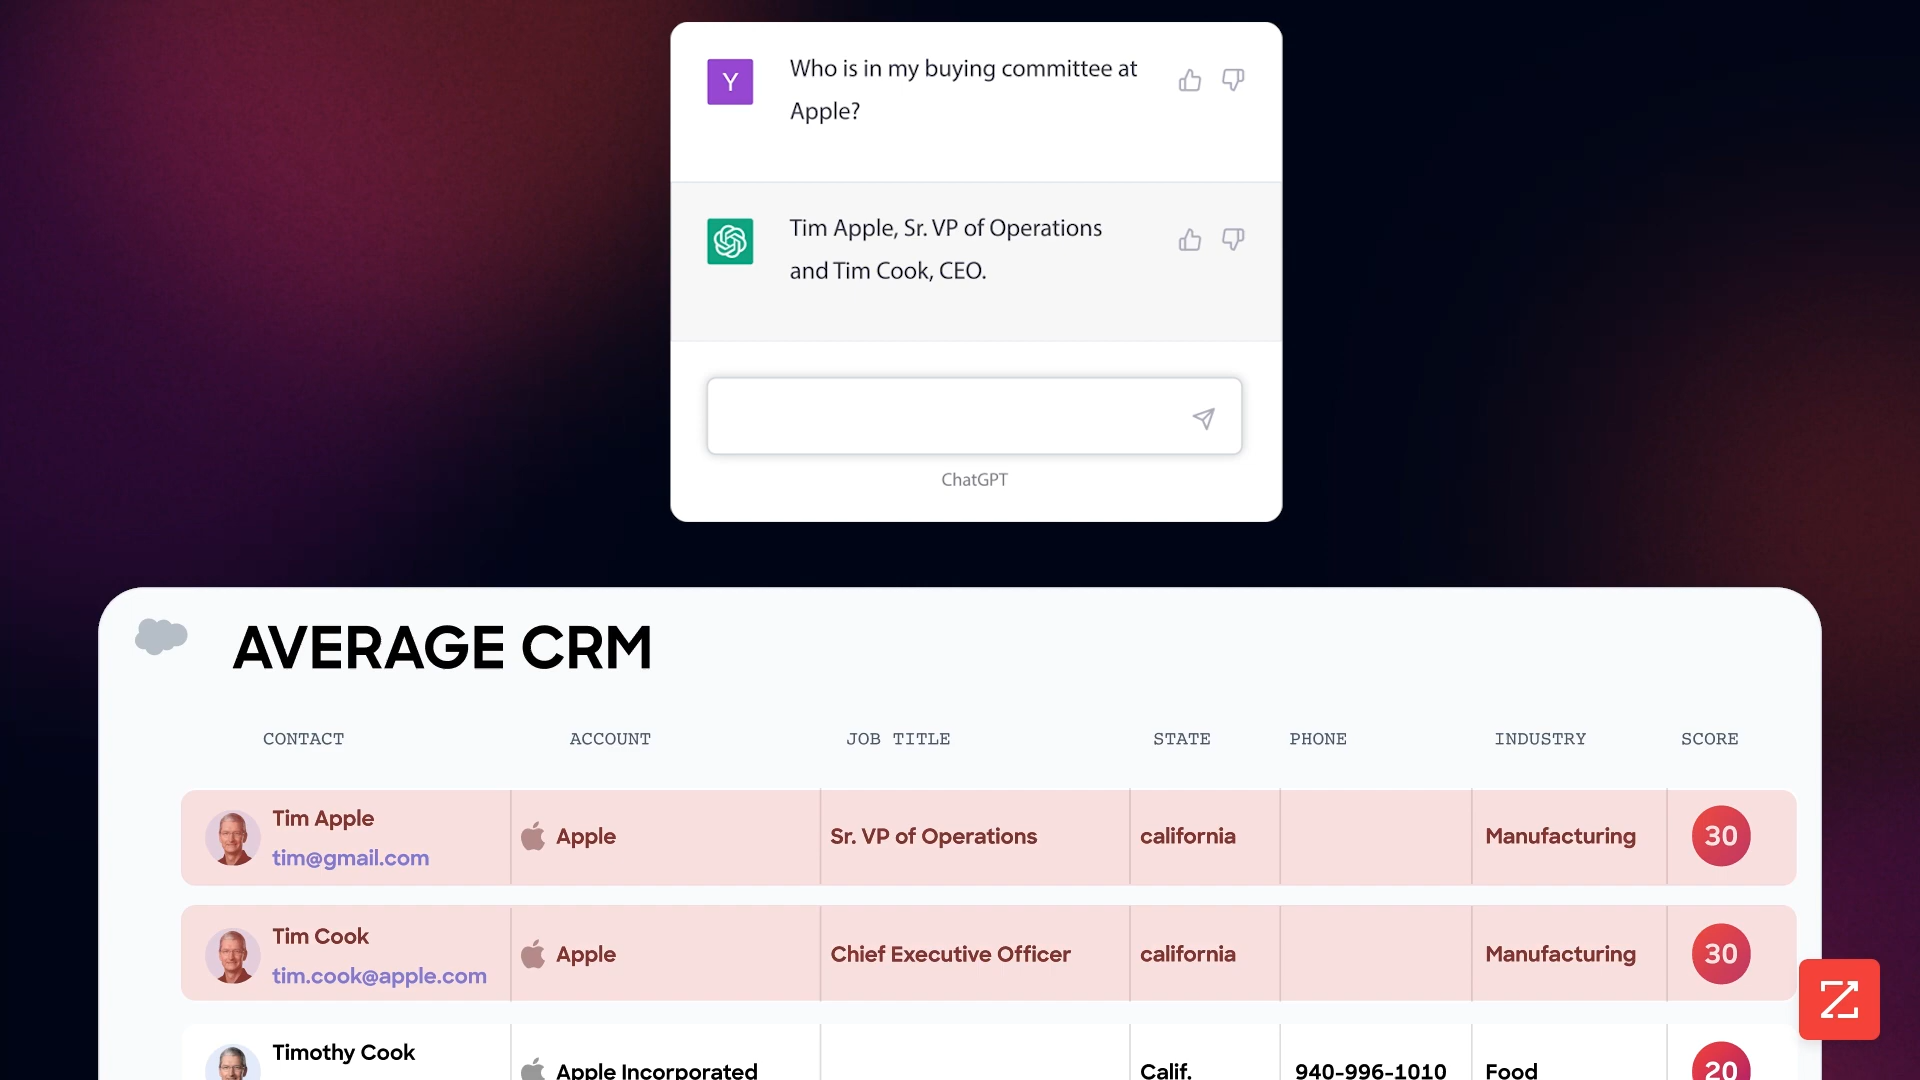 Y
Who is in my buying committee at
Apple?
Tim Apple, Sr. VP of Operations
and Tim Cook, CEO.
ChatGPT
AVERAGE CRM
CONTACT ACCOUNT JOB TITLE STATE PHONE INDUSTRY SCORE
Tim Apple
tim@gmail.com
Apple Sr. VP of Operations california Manufacturing 30
Tim Cook
tim.cook@apple.com
Apple Chief Executive Officer california Manufacturing 30
Timothy Cook
Apple Incorporated Calif. 940-996-1010 Food 20